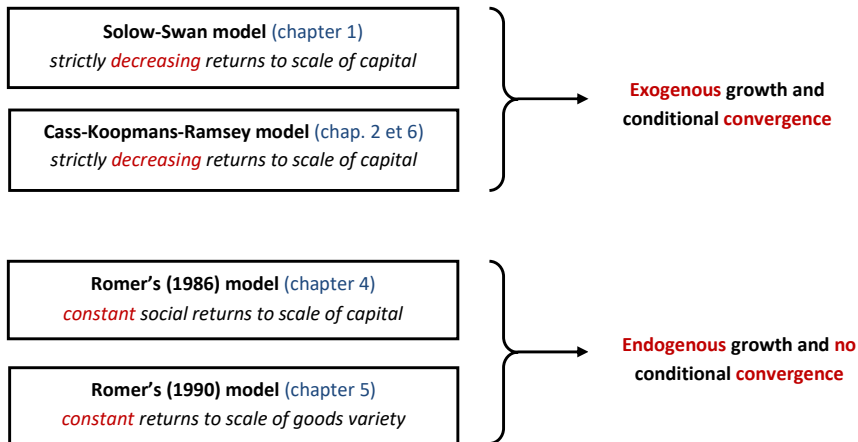 Solow-Swan model (chapter 1)
strictly decreasing returns to scale of capital
Exogenous growth and
conditional convergence
Cass-Koopmans-Ramsey model (chap. 2 et 6)
strictly decreasing returns to scale of capital
Romer's (1986) model (chapter 4)
constant social returns to scale of capital
Endogenous growth and no
conditional convergence
Romer's (1990) model (chapter 5)
constant returns to scale of goods variety